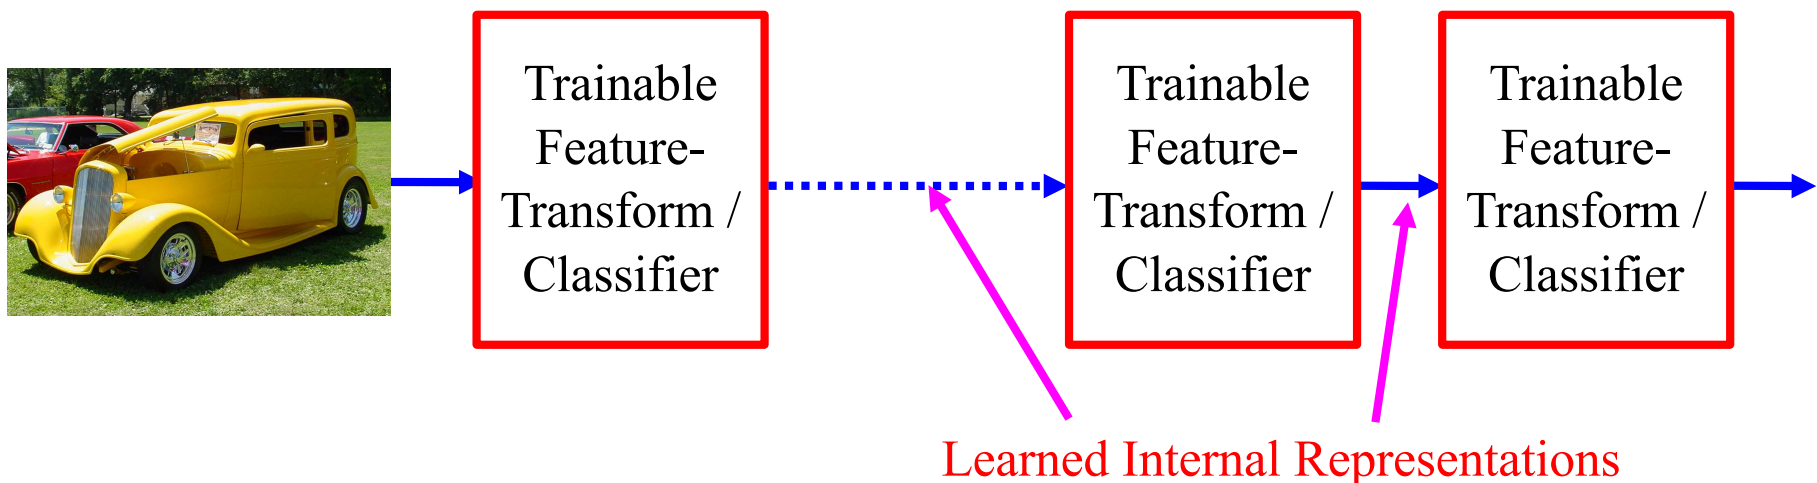 Trainable
Feature-
Transform /
Classifier
Trainable
Feature-
Transform /
Classifier
Trainable
Feature-
Transform /
Classifier
Learned Internal Representations